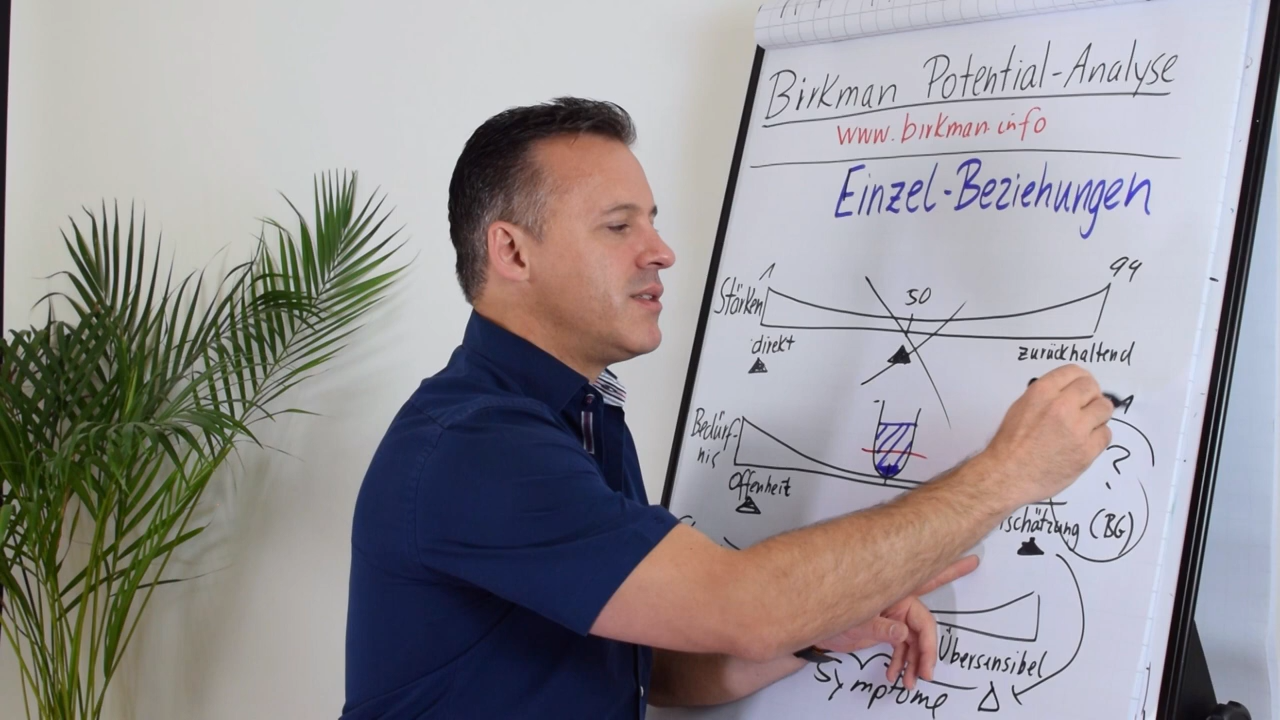 Birkman Potential-Analyse
www.birkman.info
Einzel-Beziehungen
1 50 99
Stärken
direkt zurückhaltend
Bedürf-
nis ?
Offenheit
(BG)
Übersensibel
Symptome